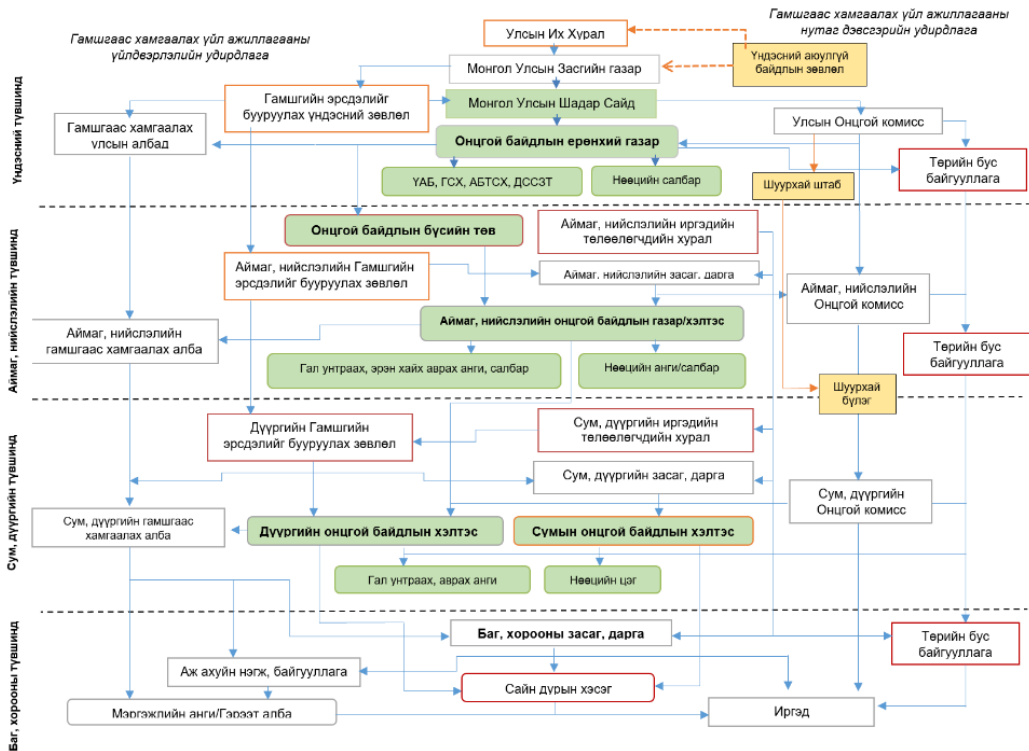 Гамшгаас хамгаалах үйл ажиллагааны
үйлдвэрлэлийн удирдлага
Гамшгаас хамгаалах үйл ажиллагааны
нутаг дэвсгэрийн удирдлага
Үндэсний түвшинд
Улсын Их Хурал
Монгол Улсын Засгийн газар
Үндэсний аюулгүй
байдлын зөвлөл
Гамшгийн эрсдэлийг
бууруулах үндэсний зөвлөл
Монгол Улсын Шадар Сайд
Гамшгаас хамгаалах
улсын албад
Улсын Онцгой комисс
Онцгой байдлын ерөнхий газар
Төрийн бус
байгууллага
ҮАБ, ГСХ, АБТСХ, ДССЗТ
Нөөцийн салбар
Шуурхай штаб
Аймаг, нийслэлийн түвшинд
Онцгой байдлын бүсийн төв
Аймаг, нийслэлийн иргэдийн
төлөөлөгчдийн хурал
Аймаг, нийслэлийн Гамшгийн
эрсдэлийг бууруулах зөвлөл
Аймаг, нийслэлийн засаг, дарга
Аймаг, нийслэлийн
Онцгой комисс
Аймаг, нийслэлийн
гамшгаас хамгаалах алба
Аймаг, нийслэлийн онцгой байдлын газар/хэлтэс
Төрийн бус
байгууллага
Гал унтраах, эрэн хайх аврах анги, салбар
Нөөцийн анги/салбар
Шуурхай
бүлэг
Сум, дүүргийн түвшинд
Дүүргийн Гамшгийн
эрсдэлийг бууруулах зөвлөл
Сум, дүүргийн иргэдийн
төлөөлөгчдийн хурал
Сум, дүүргийн засаг, дарга
Сум, дүүргийн
Онцгой комисс
Сум, дүүргийн гамшгаас
хамгаалах алба
Дүүргийн онцгой байдлын хэлтэс
Сумын онцгой байдлын хэлтэс
Гал унтраах, аврах анги
Нөөцийн цэг
Баг, хорооны түвшинд
Баг, хорооны засаг, дарга
Төрийн бус
байгууллага
Аж ахуйн нэгж, байгууллага
Сайн дурын хэсэг
Мэргэжлийн анги/Гэрээт алба
Иргэд